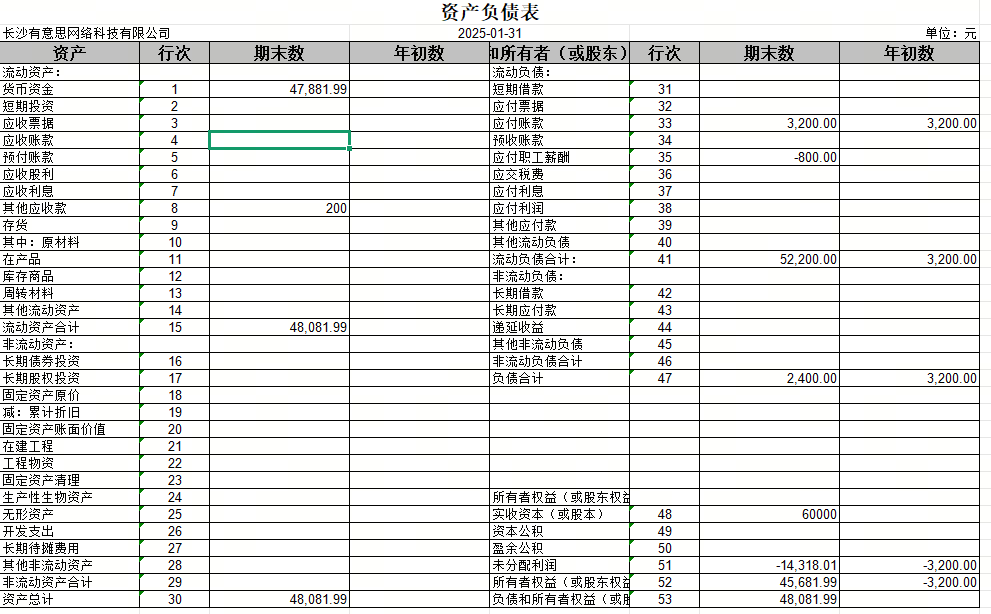 资产负债表
长沙有意思网络科技有限公司 2025-01-31 单位：元
资产 行次 期末数 年初数 和所有者（或股东） 行次 期末数 年初数
流动资产： 流动负债：
货币资金 1 47,881.99 短期借款 31
短期投资 2 应付票据 32
应收票据 3 应付账款 33 3,200.00 3,200.00
应收账款 4 预收账款 34
预付账款 5 应付职工薪酬 35 -800.00
应收股利 6 应交税费 36
应收利息 7 应付利息 37
其他应收款 8 200 应付利润 38
存货 9 其他应付款 39
其中：原材料 10 其他流动负债 40
在产品 11 流动负债合计： 41 52,200.00 3,200.00
库存商品 12 非流动负债：
周转材料 13 长期借款 42
其他流动资产 14 长期应付款 43
流动资产合计 15 48,081.99 递延收益 44
非流动资产： 其他非流动负债 45
长期债券投资 16 非流动负债合计 46
长期股权投资 17 负债合计 47 2,400.00 3,200.00
固定资产原价 18
减：累计折旧 19
固定资产账面价值 20
在建工程 21
工程物资 22
固定资产清理 23
生产性生物资产 24 所有者权益（或股东权益
无形资产 25 实收资本（或股本） 48 60000
开发支出 26 资本公积 49
长期待摊费用 27 盈余公积 50
其他非流动资产 28 未分配利润 51 -14,318.01 -3,200.00
非流动资产合计 29 所有者权益（或股东权益 52 45,681.99 -3,200.00
资产总计 30 48,081.99 负债和所有者权益（或股 53 48,081.99